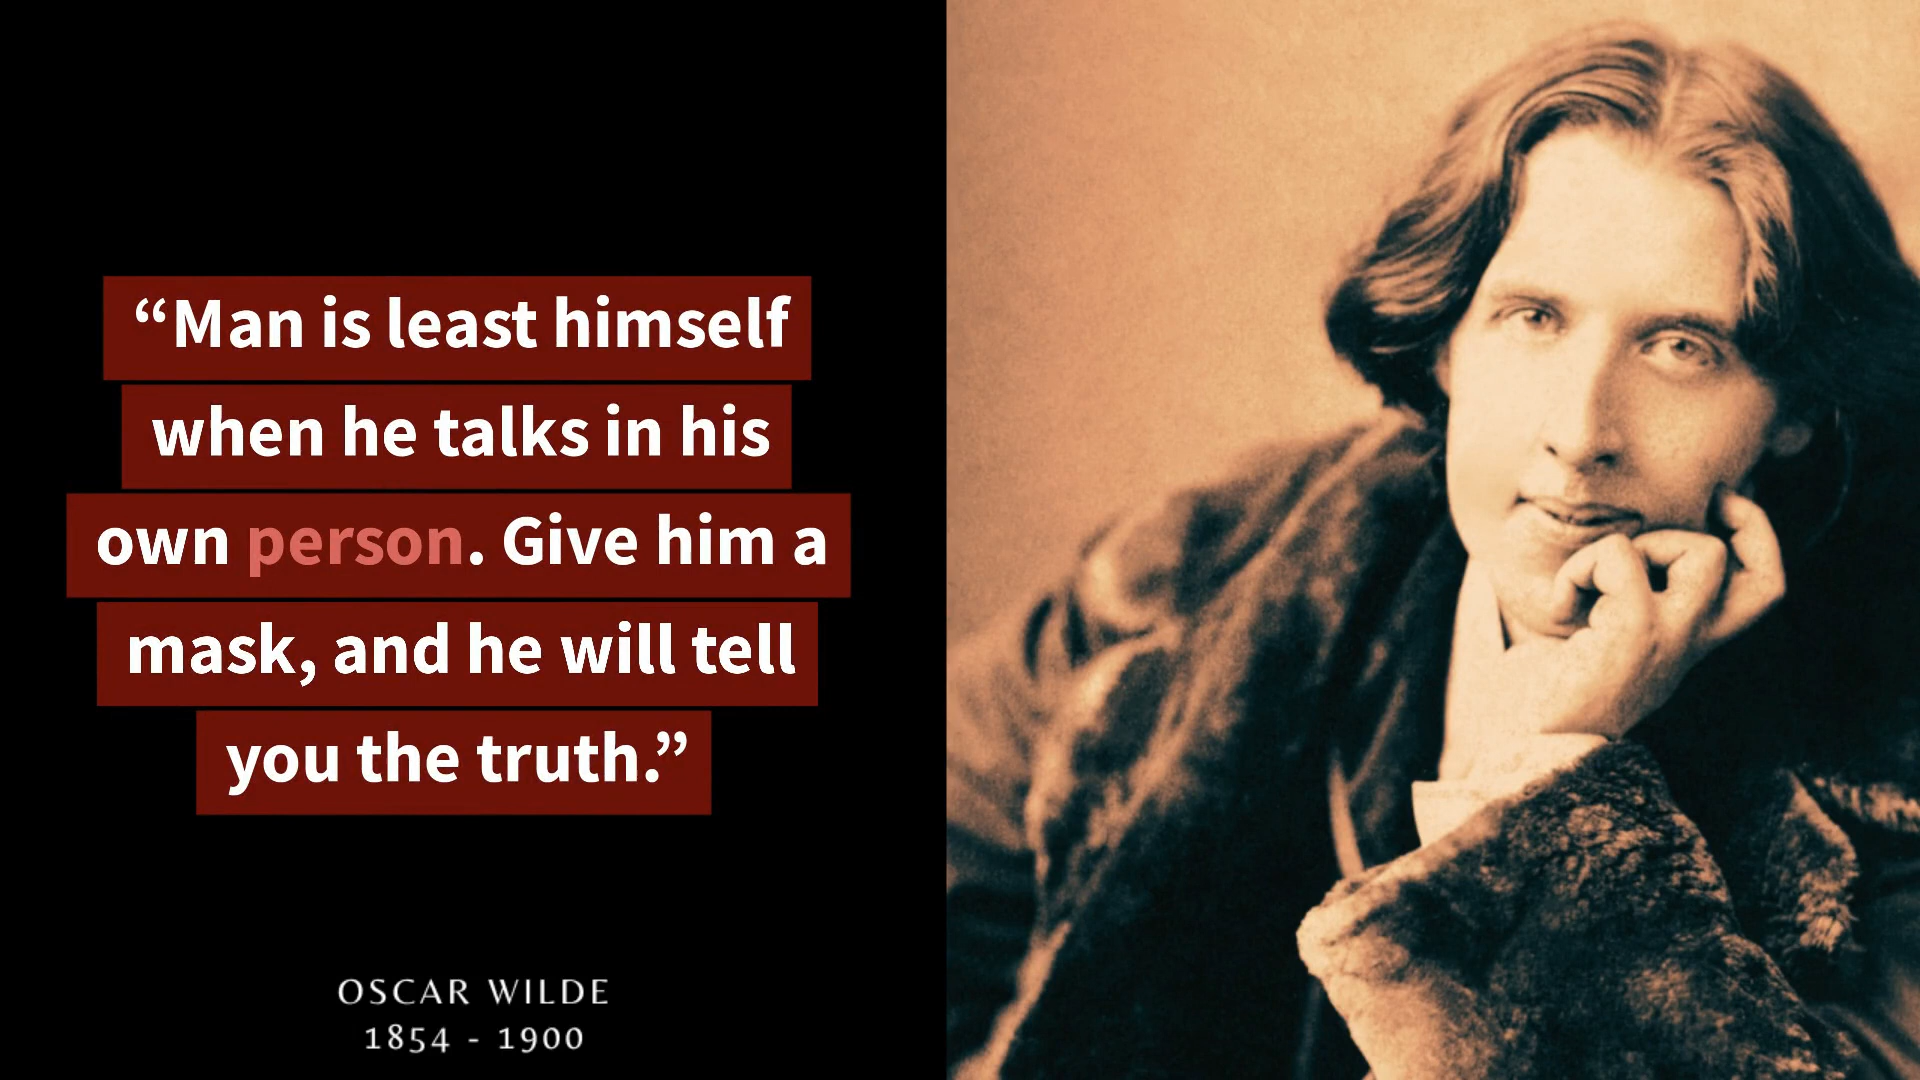 “Man is least himself
when he talks in his
own person. Give him a
mask, and he will tell
you the truth.”
OSCAR WILDE
1854 - 1900